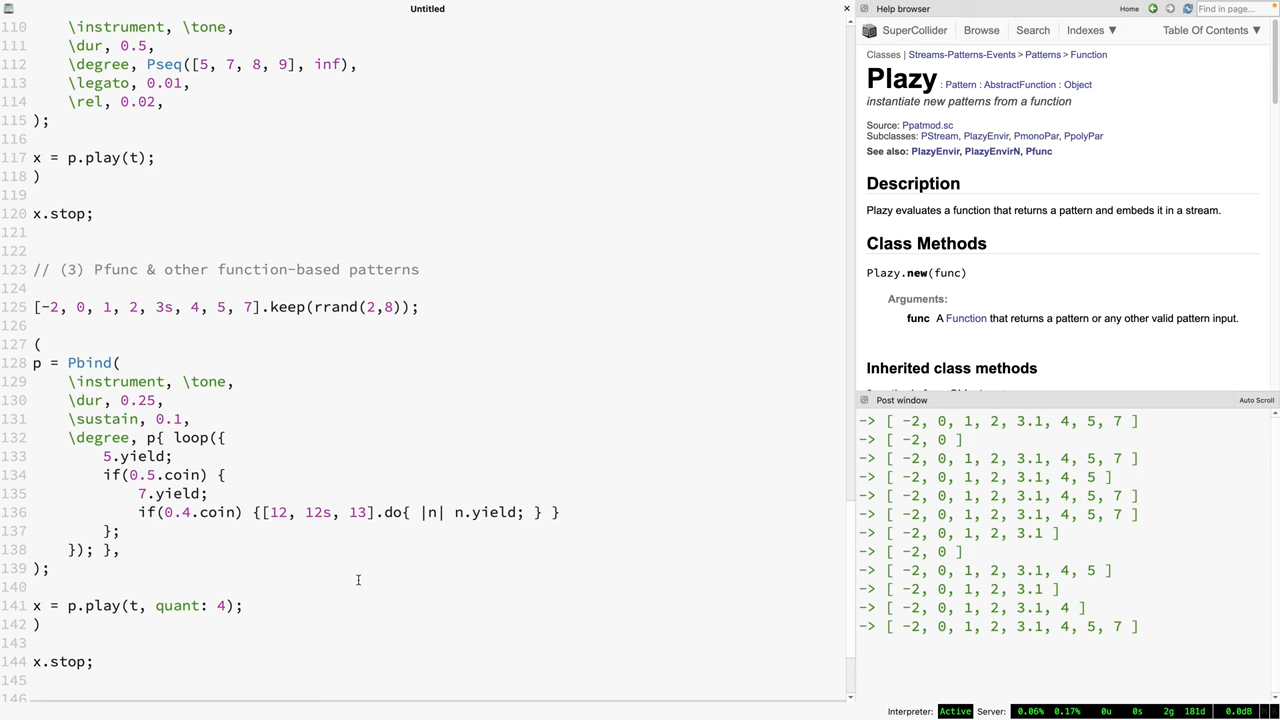 Untitled
110     \instrument, \tone,
111     \dur, 0.5,
112     \degree, Pseq([5, 7, 8, 9], inf),
113     \legato, 0.01,
114     \rel, 0.02,
115 );
116
117 x = p.play(t);
118 )
119
120 x.stop;
121
122
123 // (3) Pfunc & other function-based patterns
124
125 [-2, 0, 1, 2, 3s, 4, 5, 7].keep(rrand(2,8));
126
127 (
128 p = Pbind(
129     \instrument, \tone,
130     \dur, 0.25,
131     \sustain, 0.1,
132     \degree, p{ loop({
133         5.yield;
134         if(0.5.coin) {
135             7.yield;
136             if(0.4.coin) {[12, 12s, 13].do{ |n| n.yield; } }
137         };
138     }); },
139 );
140
141 x = p.play(t, quant: 4);
142 )
143
144 x.stop;
145
146
Help browser
Home
Find in page...
SuperCollider Browse Search Indexes ▼ Table Of Contents ▼
Classes | Streams-Patterns-Events > Patterns > Function
Plazy : Pattern : AbstractFunction : Object
instantiate new patterns from a function
Source: Ppatmod.sc
Subclasses: PStream, PlazyEnvir, PmonoPar, PpolyPar
See also: PlazyEnvir, PlazyEnvirN, Pfunc
Description
Plazy evaluates a function that returns a pattern and embeds it in a stream.
Class Methods
Plazy.new(func)
Arguments:
func A Function that returns a pattern or any other valid pattern input.
Inherited class methods
Post window
Auto Scroll
-> [ -2, 0, 1, 2, 3.1, 4, 5, 7 ]
-> [ -2, 0 ]
-> [ -2, 0, 1, 2, 3.1, 4, 5, 7 ]
-> [ -2, 0, 1, 2, 3.1, 4, 5 ]
-> [ -2, 0, 1, 2, 3.1, 4, 5, 7 ]
-> [ -2, 0, 1, 2, 3.1, 4, 5, 7 ]
-> [ -2, 0, 1, 2, 3.1 ]
-> [ -2, 0 ]
-> [ -2, 0, 1, 2, 3.1, 4, 5 ]
-> [ -2, 0, 1, 2, 3.1 ]
-> [ -2, 0, 1, 2, 3.1, 4 ]
-> [ -2, 0, 1, 2, 3.1, 4, 5, 7 ]
Interpreter: Active Server: 0.06% 0.17% 0u 0s 2g 181d 0.0dB